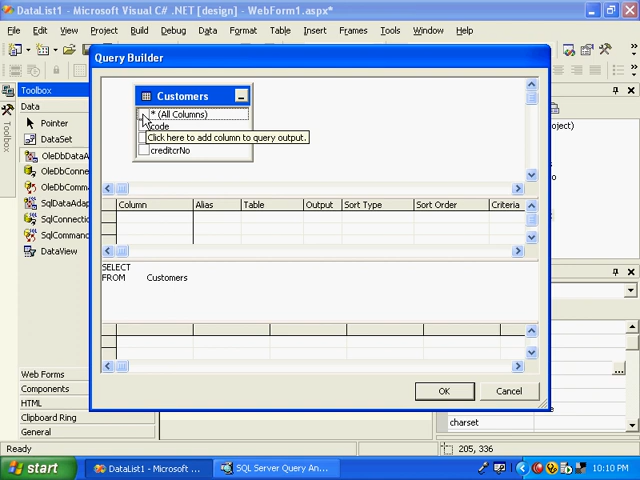 DataList1 - Microsoft Visual C# .NET [design] - WebForm1.aspx*
File Edit View Project Build Debug Data Format Table Insert Frames Tools Window Help
Toolbox
Data
Pointer
DataSet
OleDbDataA
OleDbConne
OleDbComma
SqlDataAdap
SqlConnectio
SqlCommand
DataView
Web Forms
Components
HTML
Clipboard Ring
General
Toolbox
Query Builder
Customers
* (All Columns)
code
Click here to add column to query output.
creditcrNo
Column Alias Table Output Sort Type Sort Order Criteria
SELECT
FROM Customers
OK Cancel
oject)
charset
Ready
205, 336
start DataList1 - Microsoft ... SQL Server Query An... 10:10 PM